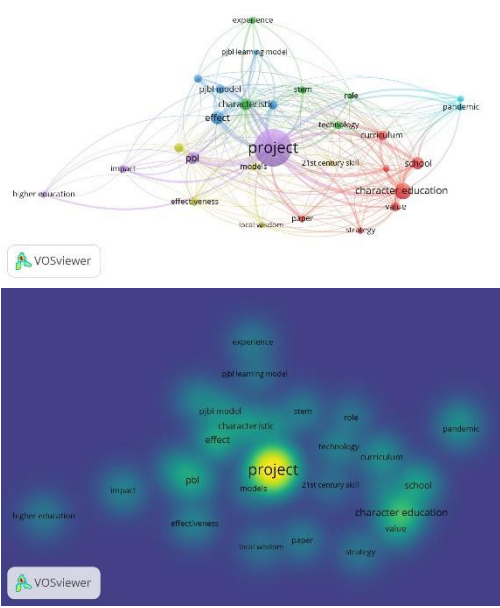 experience
pjbl learning model
pjbl model
stem
characteristic
role
pandemic
effect
technology
curriculum
project
pbl
models
21st century skill
school
impact
higher education
character education
effectiveness
value
paper
local wisdom
strategy
VOSviewer
experience
pjbl learning model
pjbl model
stem
role
characteristic
pandemic
effect
technology
curriculum
project
pbl
models
21st century skill
school
impact
higher education
character education
effectiveness
value
paper
local wisdom
strategy
VOSviewer